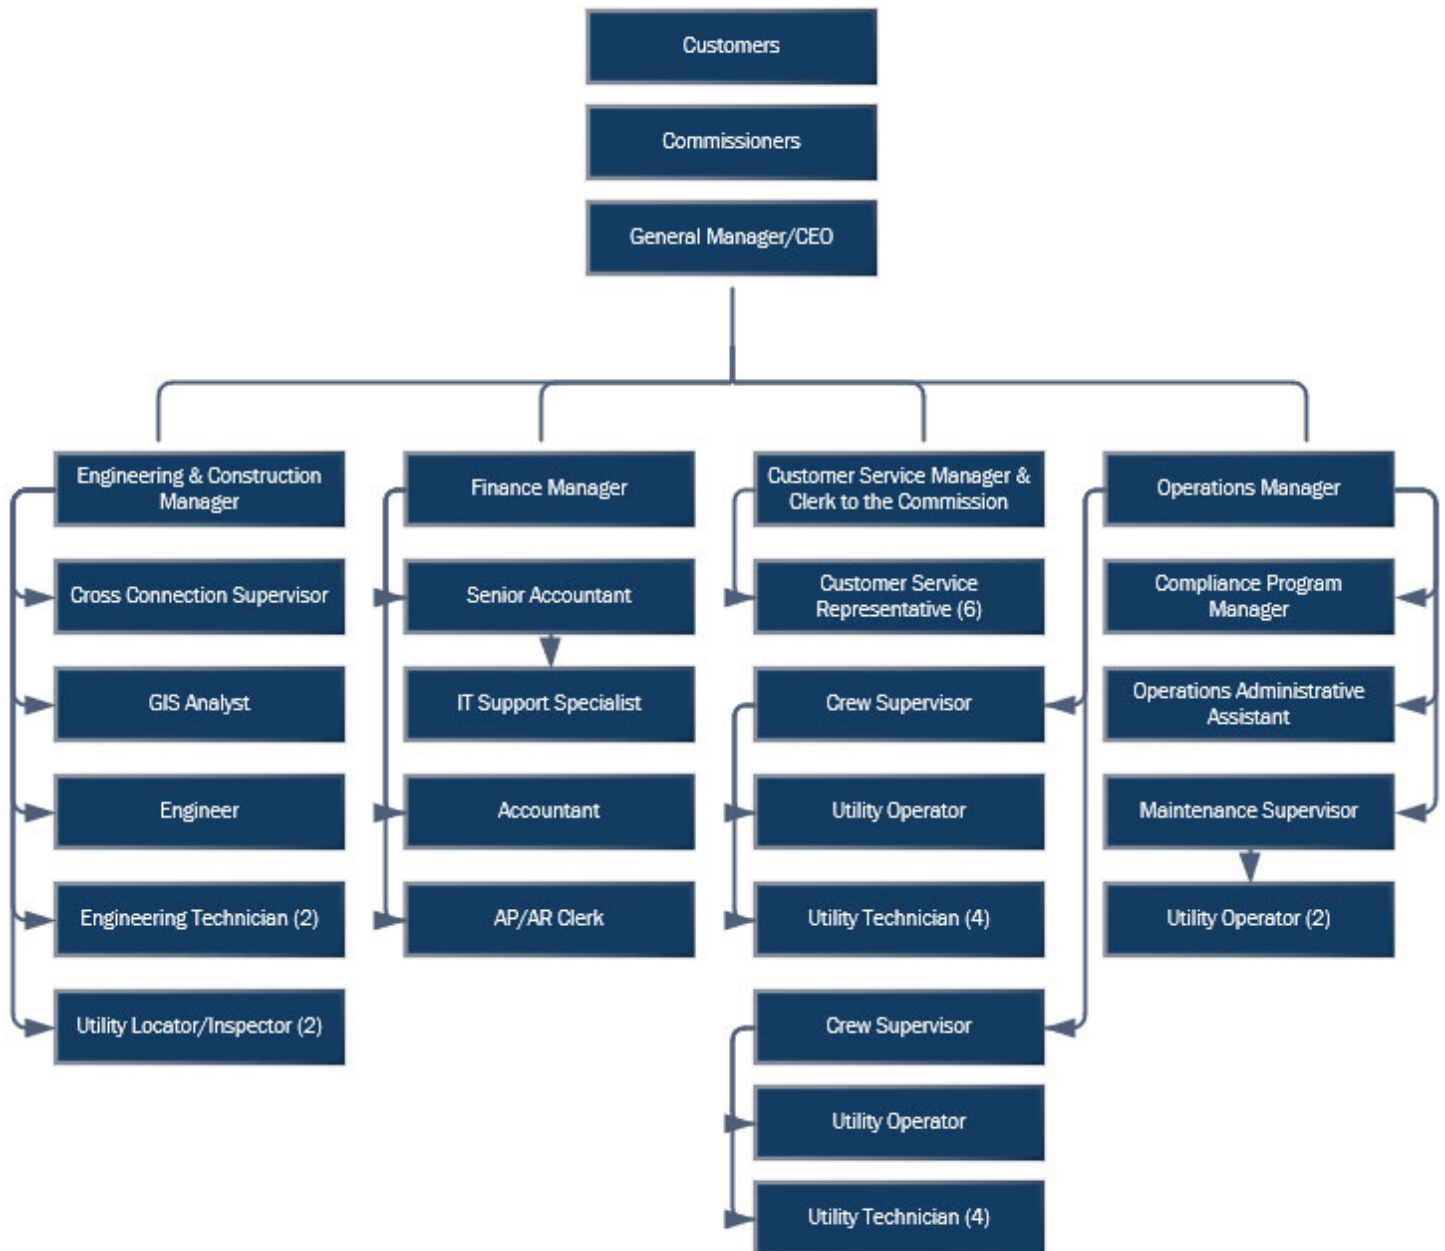 Customers
Commissioners
General Manager/CEO
Engineering & Construction
Manager
Cross Connection Supervisor
GIS Analyst
Engineer
Engineering Technician (2)
Utility Locator/Inspector (2)
Finance Manager
Senior Accountant
IT Support Specialist
Accountant
AP/AR Clerk
Customer Service Manager &
Clerk to the Commission
Customer Service
Representative (6)
Crew Supervisor
Utility Operator
Utility Technician (4)
Crew Supervisor
Utility Operator
Utility Technician (4)
Operations Manager
Compliance Program
Manager
Operations Administrative
Assistant
Maintenance Supervisor
Utility Operator (2)